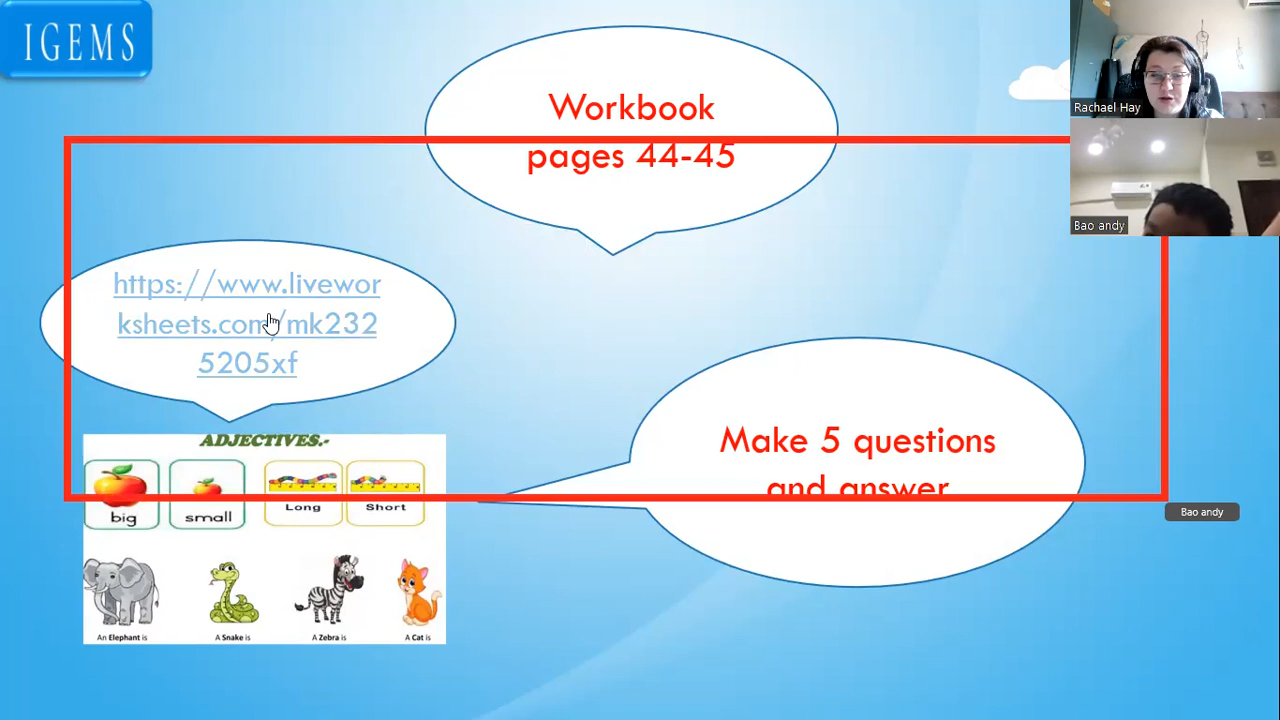 IGEMS
Workbook
pages 44-45
Rachael Hay
Bao andy
https://www.livewor
ksheets.com/mk232
5205xf
Make 5 questions
and answer
Bao andy
ADJECTIVES.-
big
small
Long
Short
An Elephant is
A Snake is
A Zebra is
A Cat is